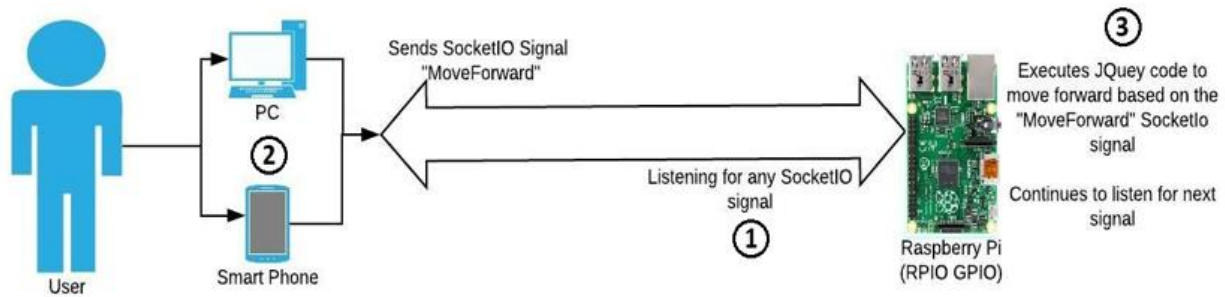 User
PC
2
Smart Phone
Sends SocketIO Signal
"MoveForward"
Listening for any SocketIO
signal
1
Raspberry Pi
(RPIO GPIO)
3
Executes JQuey code to
move forward based on the
"MoveForward" SocketIo
signal
Continues to listen for next
signal